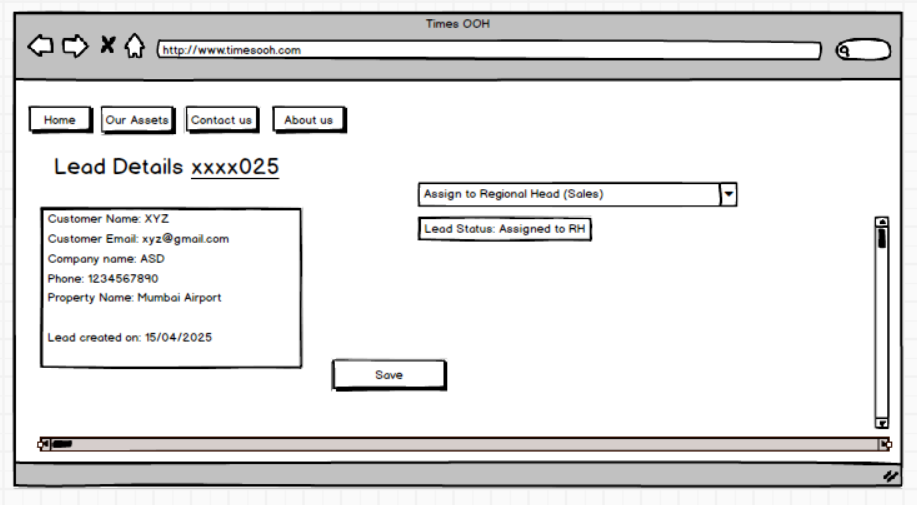 Times OOH
http://www.timesooh.com
Home
Our Assets
Contact us
About us
Lead Details xxxx025
Assign to Regional Head (Sales)
Lead Status: Assigned to RH
Customer Name: XYZ
Customer Email: xyz@gmail.com
Company name: ASD
Phone: 1234567890
Property Name: Mumbai Airport
Lead created on: 15/04/2025
Save